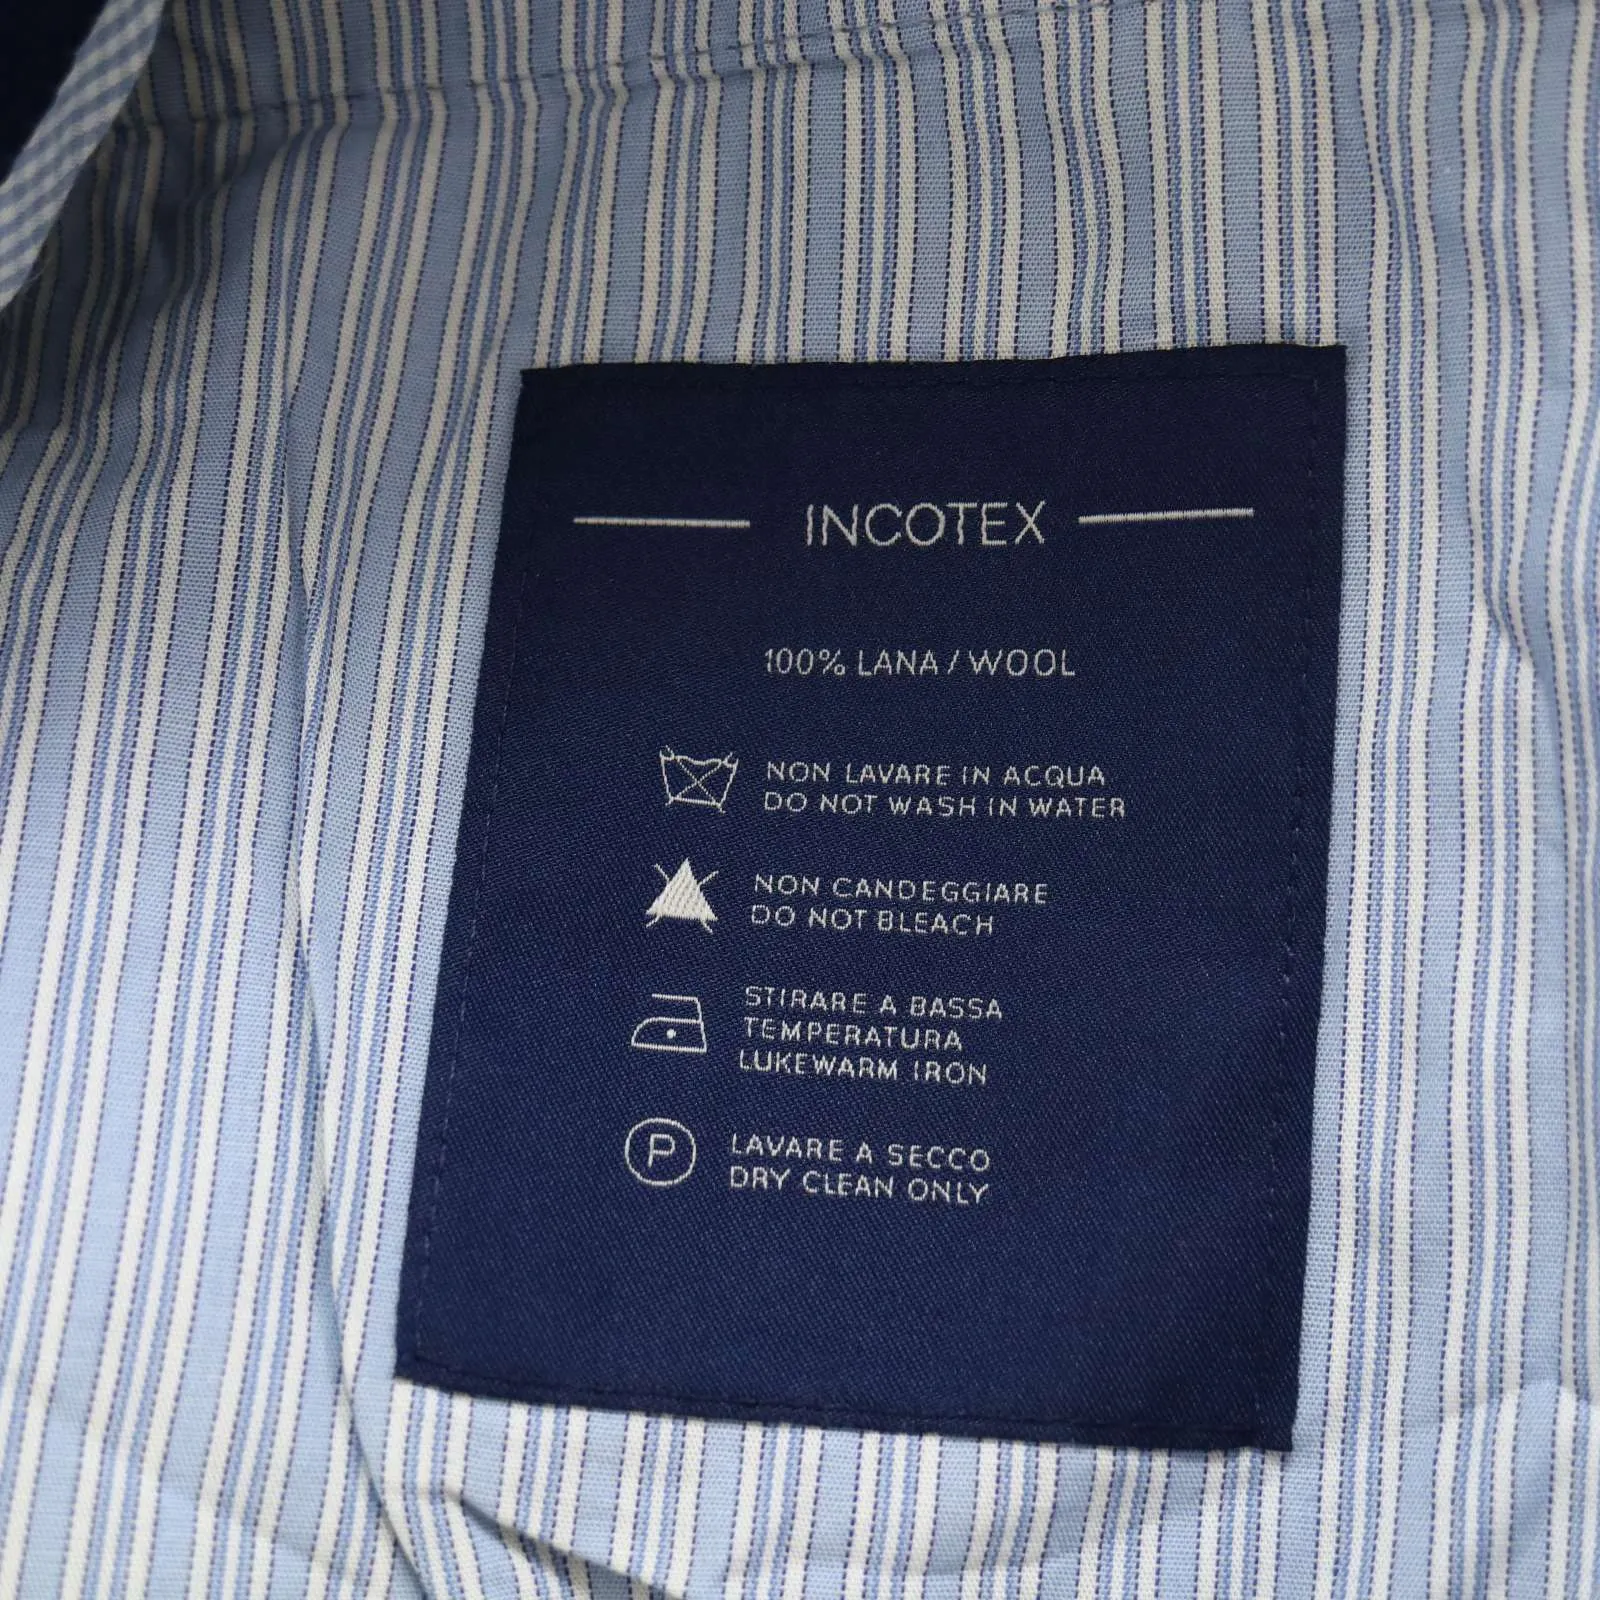 INCOTEX
100% LANA / WOOL
NON LAVARE IN ACQUA
DO NOT WASH IN WATER
NON CANDEGGIARE
DO NOT BLEACH
STIRARE A BASSA
TEMPERATURA
LUKEWARM IRON
P
LAVARE A SECCO
DRY CLEAN ONLY